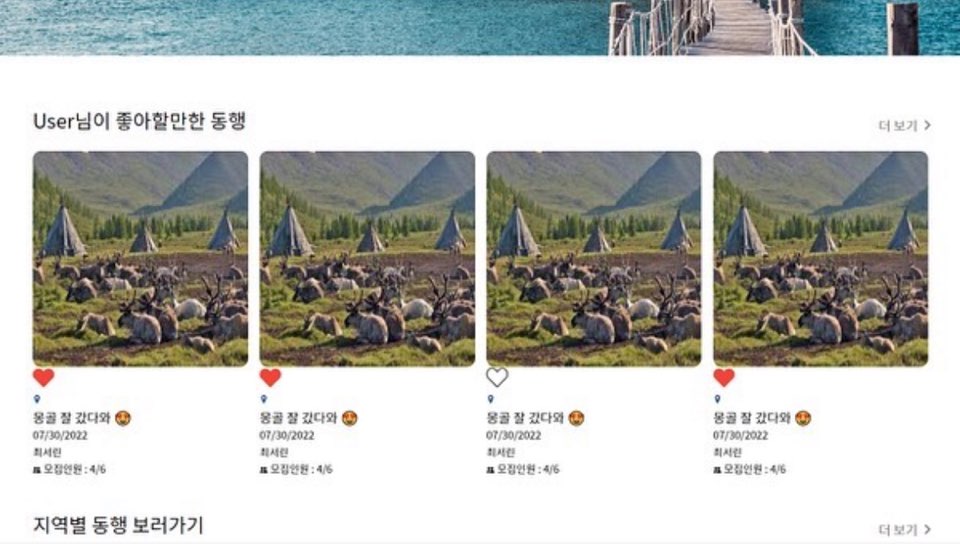 User님이 좋아할만한 동행
더 보기 >
몽골 잘 갔다와 🤩
07/30/2022
최서린
모집인원 : 4/6
몽골 잘 갔다와 🤩
07/30/2022
최서린
모집인원 : 4/6
몽골 잘 갔다와 🤩
07/30/2022
최서린
모집인원 : 4/6
몽골 잘 갔다와 🤩
07/30/2022
최서린
모집인원 : 4/6
지역별 동행 보러가기
더 보기 >